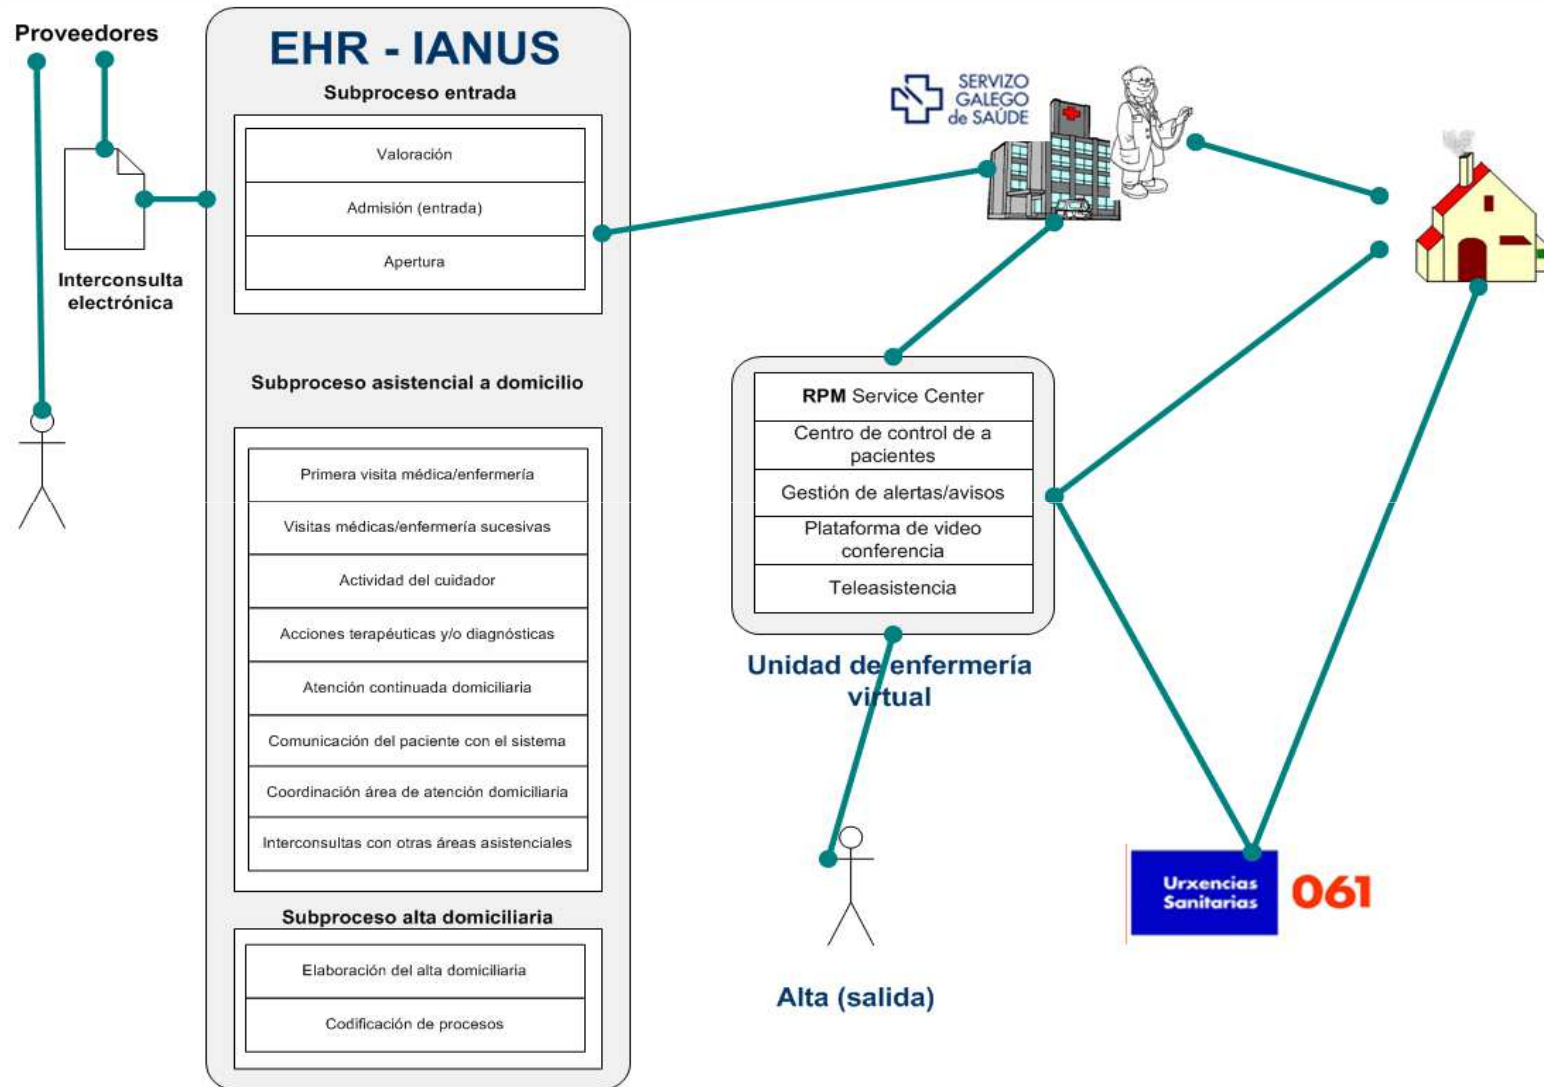 Proveedores
Interconsulta
electrónica
EHR - IANUS
Subproceso entrada
Valoración
Admisión (entrada)
Apertura
Subproceso asistencial a domicilio
Primera visita médica/enfermería
Visitas médicas/enfermería sucesivas
Actividad del cuidador
Acciones terapéuticas y/o diagnósticas
Atención continuada domiciliaria
Comunicación del paciente con el sistema
Coordinación área de atención domiciliaria
Interconsultas con otras áreas asistenciales
Subproceso alta domiciliaria
Elaboración del alta domiciliaria
Codificación de procesos
SERVIZO
GALEGO
de SAÚDE
RPM Service Center
Centro de control de a
pacientes
Gestión de alertas/avisos
Plataforma de video
conferencia
Teleasistencia
Unidad de enfermería
virtual
Alta (salida)
Urxencias
Sanitarias
061